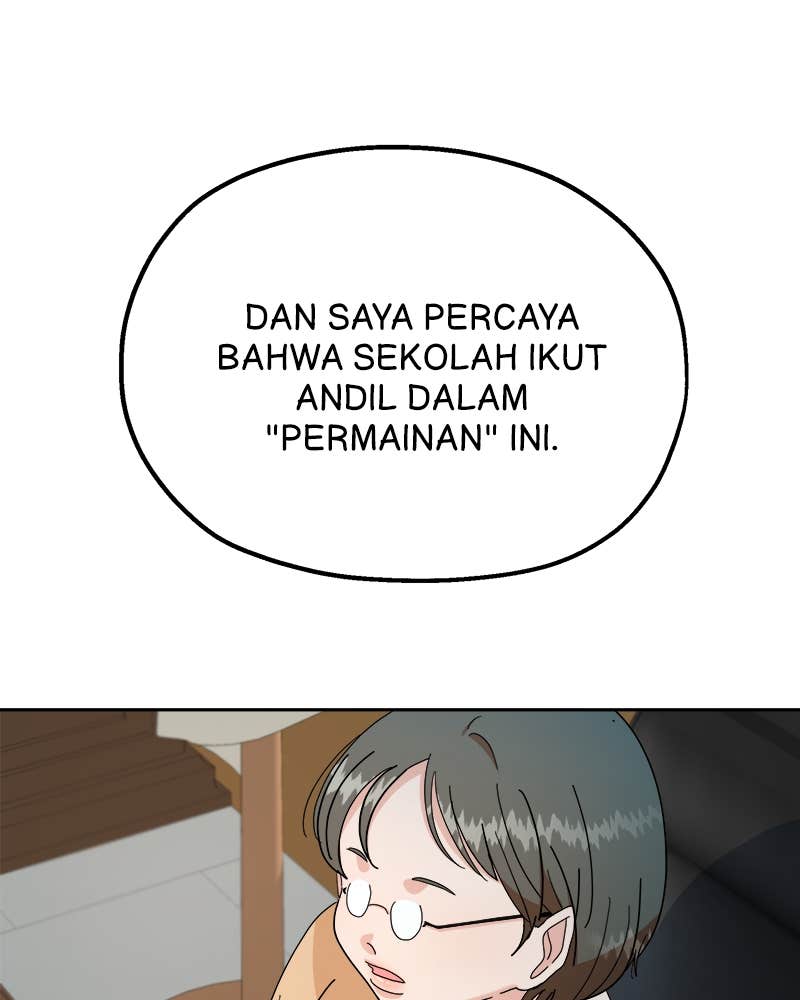 DAN SAYA PERCAYA
BAHWA SEKOLAH IKUT
ANDIL DALAM
"PERMAINAN" INI.